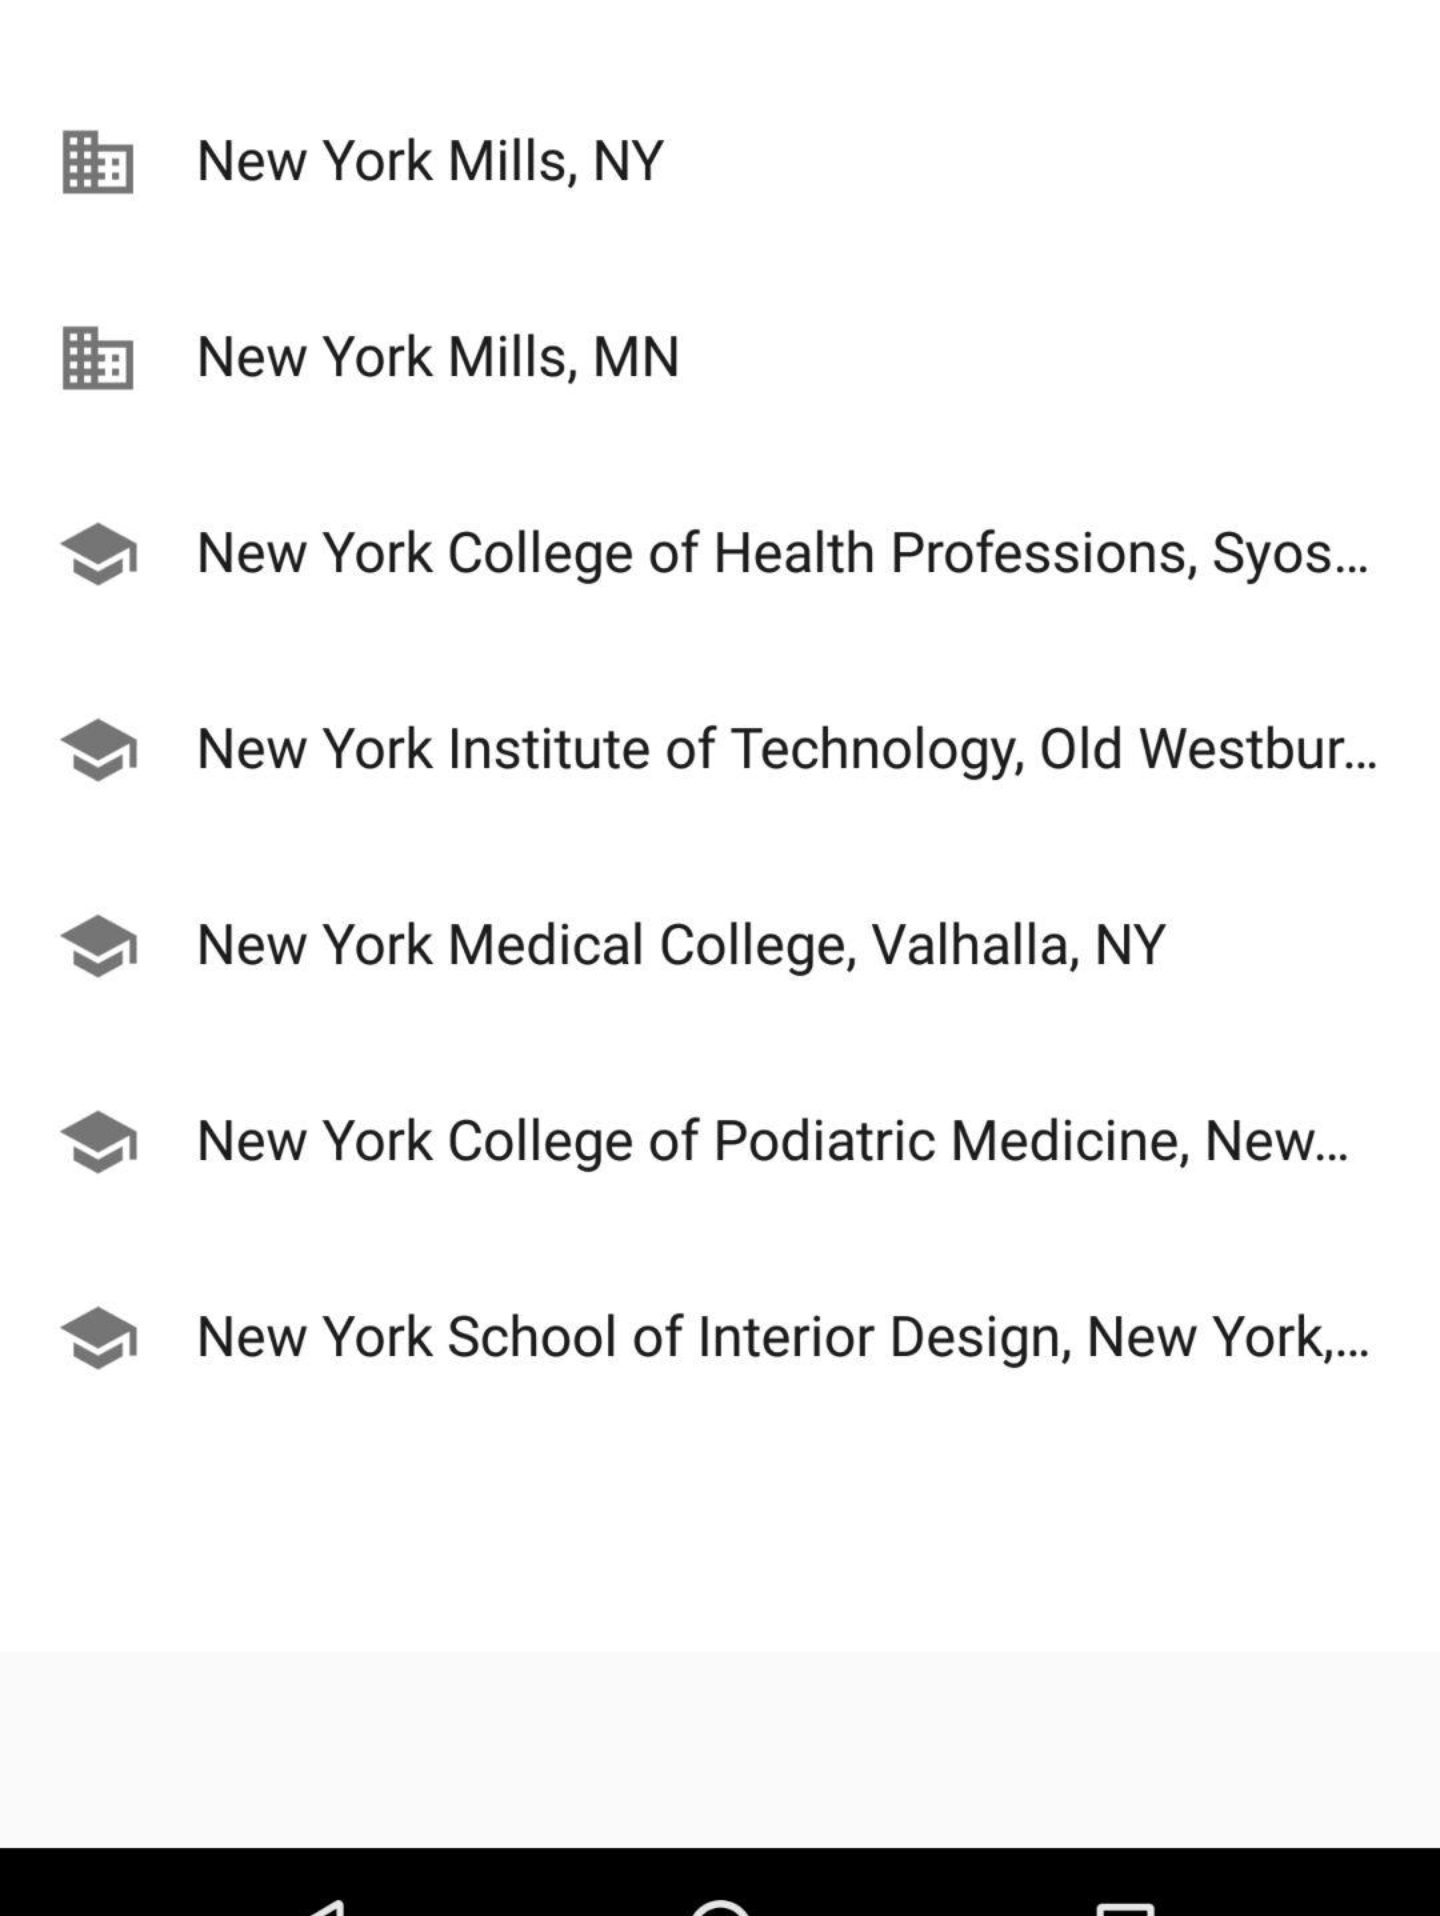 New York Mills, NY
New York Mills, MN
New York College of Health Professions, Syos...
New York Institute of Technology, Old Westbur...
New York Medical College, Valhalla, NY
New York College of Podiatric Medicine, New...
New York School of Interior Design, New York,...